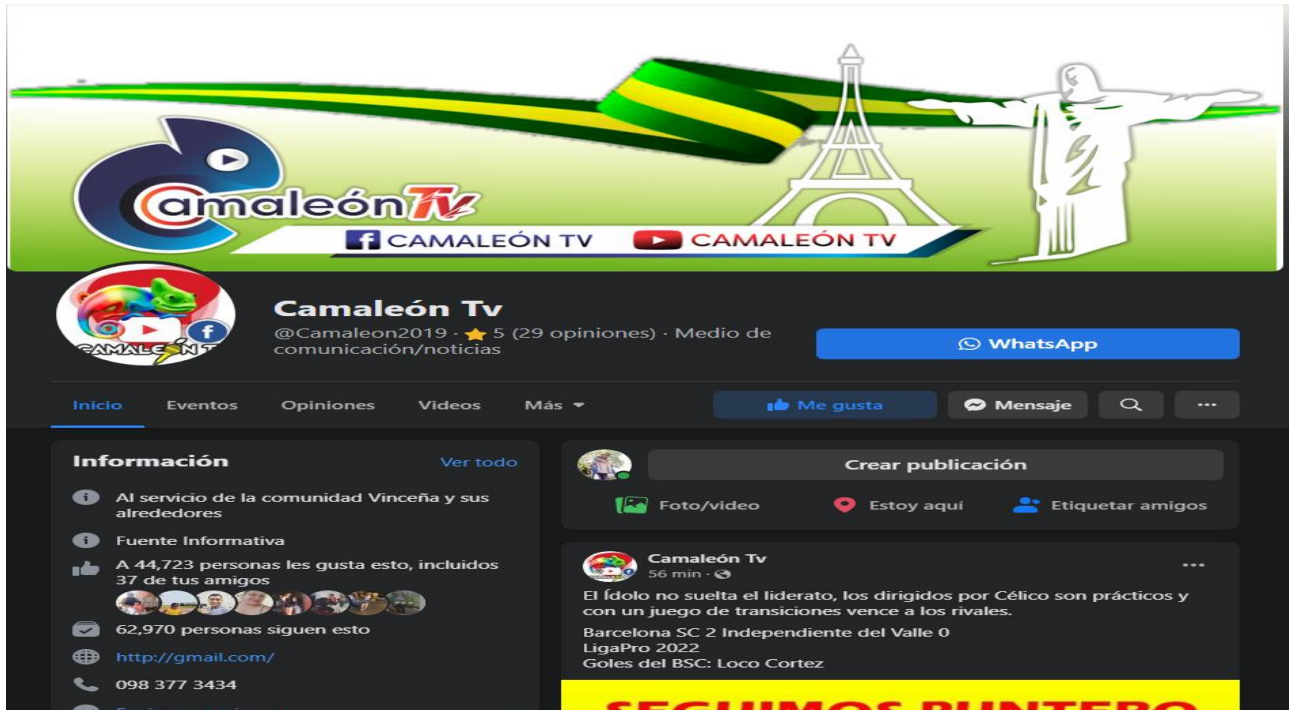 Camaleón Tv
CAMALEÓN TV CAMALEÓN TV
CAMALEÓN TV
Camaleón Tv
@Camaleon2019 · 5 (29 opiniones) · Medio de
comunicación/noticias
WhatsApp
Inicio Eventos Opiniones Videos Más
Me gusta Mensaje
Información Ver todo
Al servicio de la comunidad Vinceña y sus
alrededores
Fuente Informativa
A 44,723 personas les gusta esto, incluidos
37 de tus amigos
62,970 personas siguen esto
http://gmail.com/
098 377 3434
Crear publicación
Foto/video Estoy aquí Etiquetar amigos
Camaleón Tv
56 min ·
El Ídolo no suelta el liderato, los dirigidos por Célico son prácticos y
con un juego de transiciones vence a los rivales.
Barcelona SC 2 Independiente del Valle 0
LigaPro 2022
Goles del BSC: Loco Cortez
SEGUIMOS PUNTERO